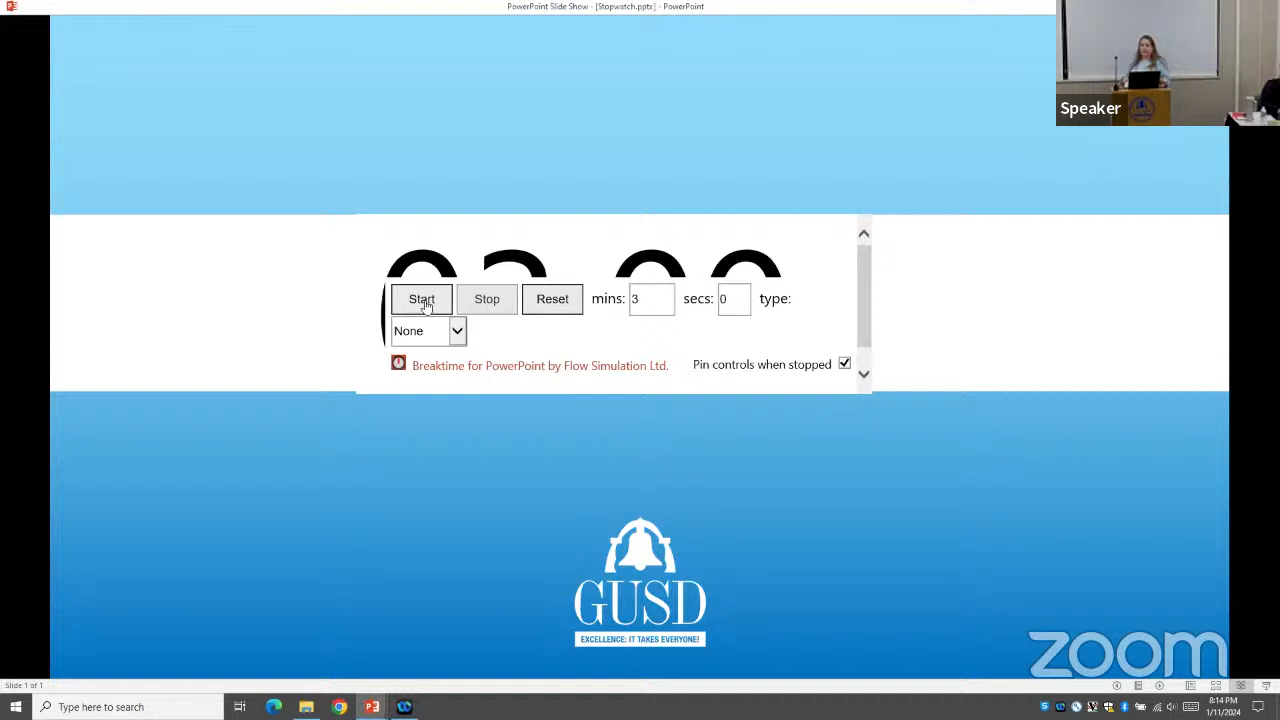 PowerPoint Slide Show - [Stopwatch.pptx] - PowerPoint
Speaker
Start Stop Reset mins: 3 secs: 0 type:
None
Breaktime for PowerPoint by Flow Simulation Ltd. Pin controls when stopped
GUSD
EXCELLENCE: IT TAKES EVERYONE!
zoom
Slide 1 of 1
Type here to search
8:14 PM
1/11/2024